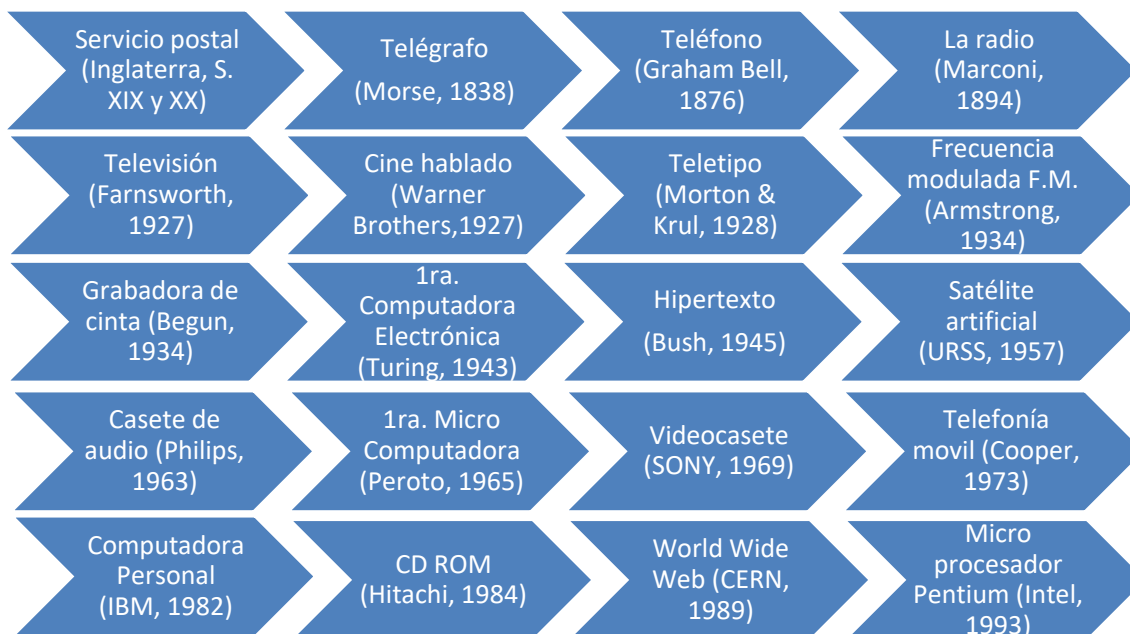 Servicio postal
(Inglaterra, S.
XIX y XX)
Telégrafo
(Morse, 1838)
Teléfono
(Graham Bell,
1876)
La radio
(Marconi,
1894)
Televisión
(Farnsworth,
1927)
Cine hablado
(Warner
Brothers,1927)
Teletipo
(Morton &
Krul, 1928)
Frecuencia
modulada F.M.
(Armstrong,
1934)
Grabadora de
cinta (Begun,
1934)
1ra.
Computadora
Electrónica
(Turing, 1943)
Hipertexto
(Bush, 1945)
Satélite
artificial
(URSS, 1957)
Casete de
audio (Philips,
1963)
1ra. Micro
Computadora
(Peroto, 1965)
Videocasete
(SONY, 1969)
Telefonía
movil (Cooper,
1973)
Computadora
Personal
(IBM, 1982)
CD ROM
(Hitachi, 1984)
World Wide
Web (CERN,
1989)
Micro
procesador
Pentium (Intel,
1993)